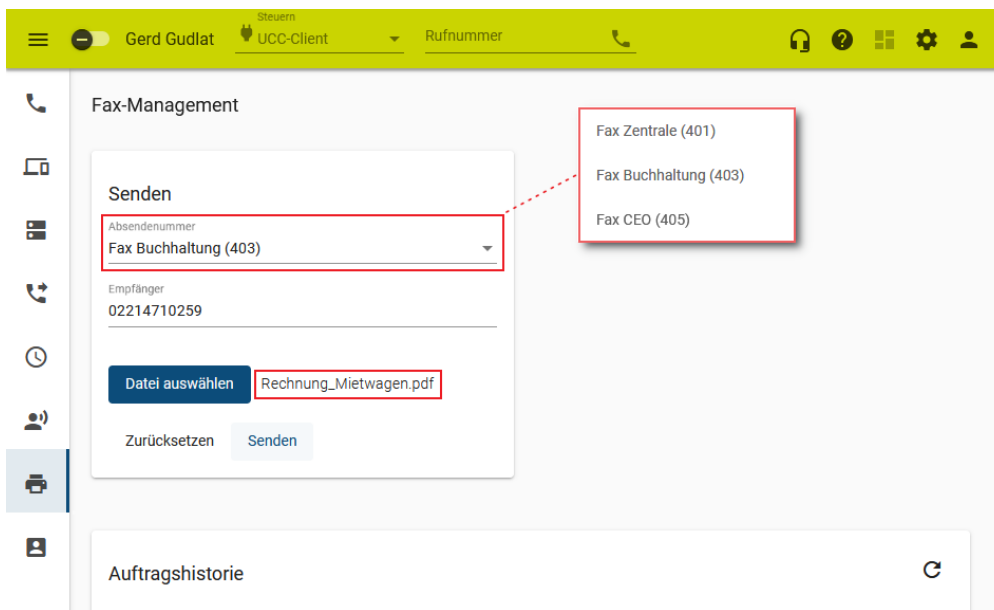 Steuern
Gerd Gudlat
UCC-Client
Rufnummer
Fax-Management
Fax Zentrale (401)
Fax Buchhaltung (403)
Fax CEO (405)
Senden
Absendenummer
Fax Buchhaltung (403)
Empfänger
02214710259
Datei auswählen
Rechnung_Mietwagen.pdf
Zurücksetzen
Senden
Auftragshistorie